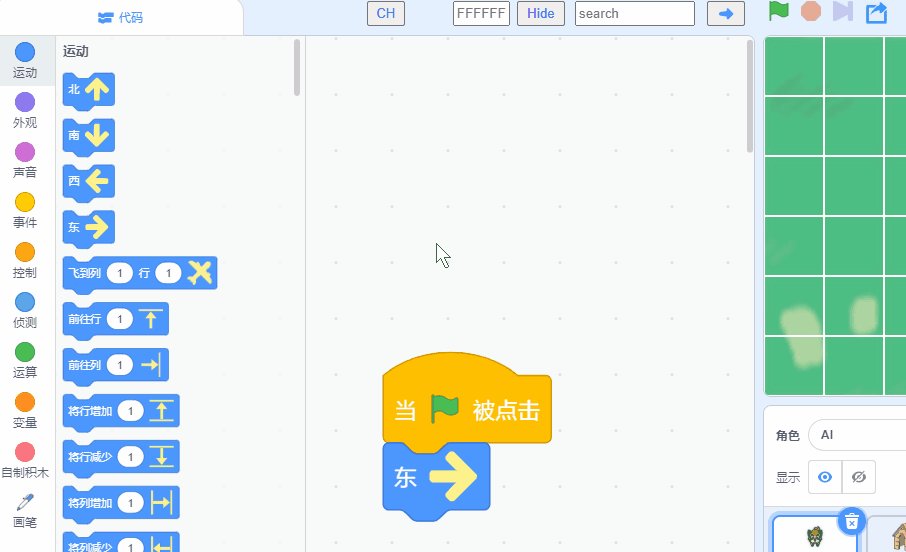 代码
CH
FFFFFF
Hide
search
运动
外观
声音
事件
控制
侦测
运算
变量
自制积木
画笔
运动
北
南
西
东
飞到列 1 行 1
前往行 1
前往列 1
将行增加 1
将行减少 1
将列增加 1
将列减少 1
当 被点击
东
角色 AI
显示